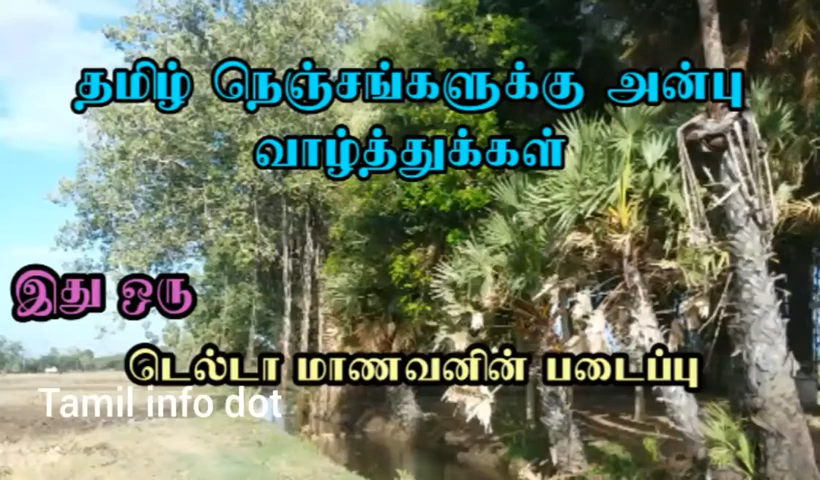 தமிழ் நெஞ்சங்களுக்கு அன்பு
வாழ்த்துக்கள்
இது ஒரு
டெல்டா மாணவனின் படைப்பு
Tamil info dot